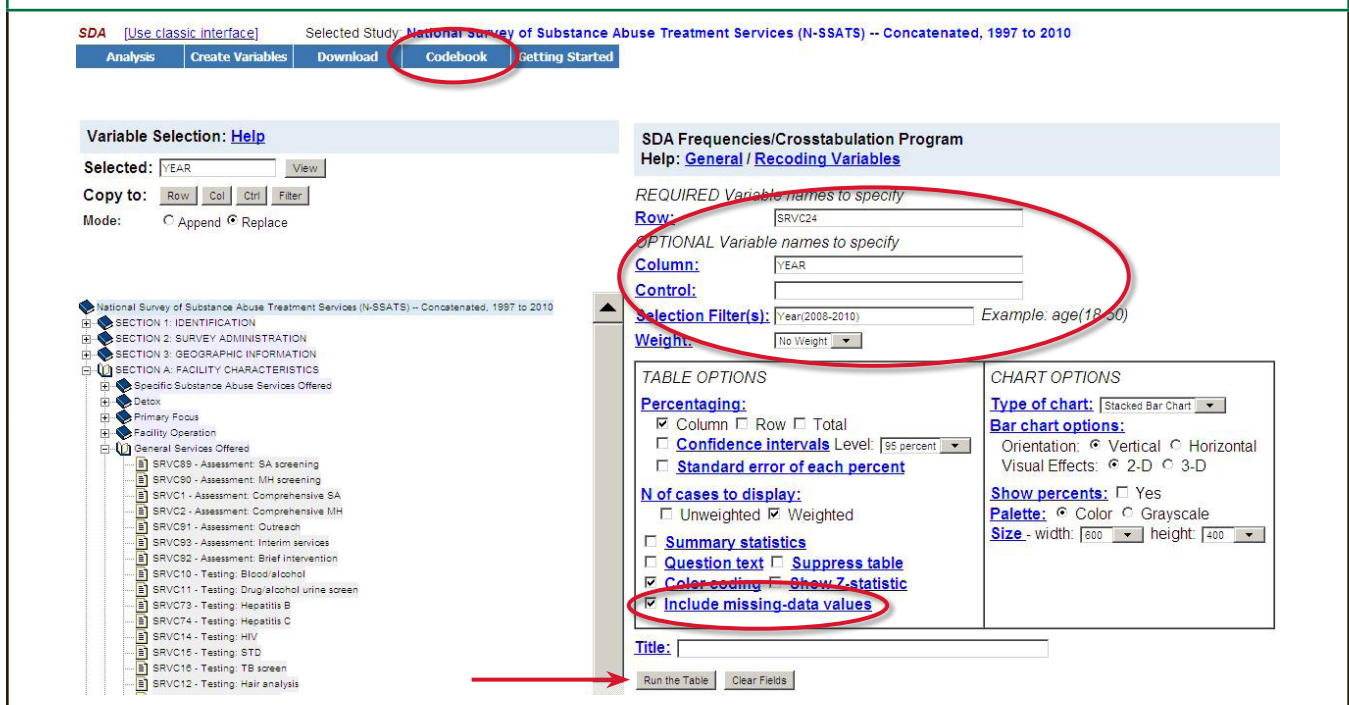 SDA [Use classic interface] Selected Study: National Survey of Substance Abuse Treatment Services (N-SSATS) -- Concatenated, 1997 to 2010
Analysis Create Variables Download Codebook Getting Started
Variable Selection: Help
Selected: YEAR View
Copy to: Row Col Ctrl Filter
Mode: Append Replace
National Survey of Substance Abuse Treatment Services (N-SSATS) -- Concatenated, 1997 to 2010
SECTION 1: IDENTIFICATION
SECTION 2: SURVEY ADMINISTRATION
SECTION 3: GEOGRAPHIC INFORMATION
SECTION A: FACILITY CHARACTERISTICS
Specific Substance Abuse Services Offered
Detox
Primary Focus
Facility Operation
General Services Offered
SRVC89 - Assessment: SA screening
SRVC90 - Assessment: MH screening
SRVC1 - Assessment: Comprehensive SA
SRVC2 - Assessment: Comprehensive MH
SRVC91 - Assessment: Outreach
SRVC93 - Assessment: Interim services
SRVC92 - Assessment: Brief intervention
SRVC10 - Testing: Blood/alcohol
SRVC11 - Testing: Drug/alcohol urine screen
SRVC73 - Testing: Hepatitis B
SRVC74 - Testing: Hepatitis C
SRVC14 - Testing: HIV
SRVC15 - Testing: STD
SRVC16 - Testing: TB screen
SRVC12 - Testing: Hair analysis
SDA Frequencies/Crosstabulation Program
Help: General / Recoding Variables
REQUIRED Variable names to specify
Row: SRVC24
OPTIONAL Variable names to specify
Column: YEAR
Control:
Selection Filter(s): Year(2008-2010) Example: age(18-50)
Weight: No Weight
TABLE OPTIONS
Percentaging:
Column Row Total
Confidence intervals Level: 95 percent
Standard error of each percent
N of cases to display:
Unweighted Weighted
Summary statistics
Question text Suppress table
Color coding Show Z-statistic
Include missing-data values
CHART OPTIONS
Type of chart: Stacked Bar Chart
Bar chart options:
Orientation: Vertical Horizontal
Visual Effects: 2-D 3-D
Show percents: Yes
Palette: Color Grayscale
Size - width: 600 height: 400
Title:
Run the Table Clear Fields